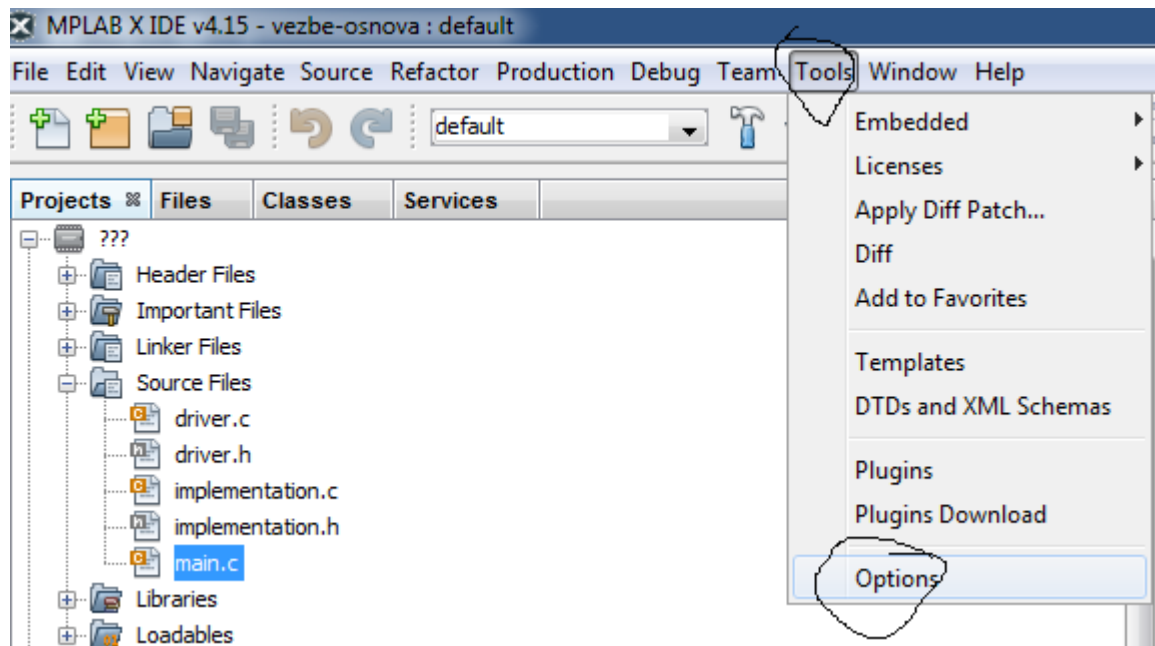 MPLAB X IDE v4.15 - vezbe-osnova : default
File Edit View Navigate Source Refactor Production Debug Team Tools Window Help
default
Embedded
Licenses
Apply Diff Patch...
Diff
Add to Favorites
Templates
DTDs and XML Schemas
Plugins
Plugins Download
Options
Projects Files Classes Services
???
Header Files
Important Files
Linker Files
Source Files
driver.c
driver.h
implementation.c
implementation.h
main.c
Libraries
Loadables